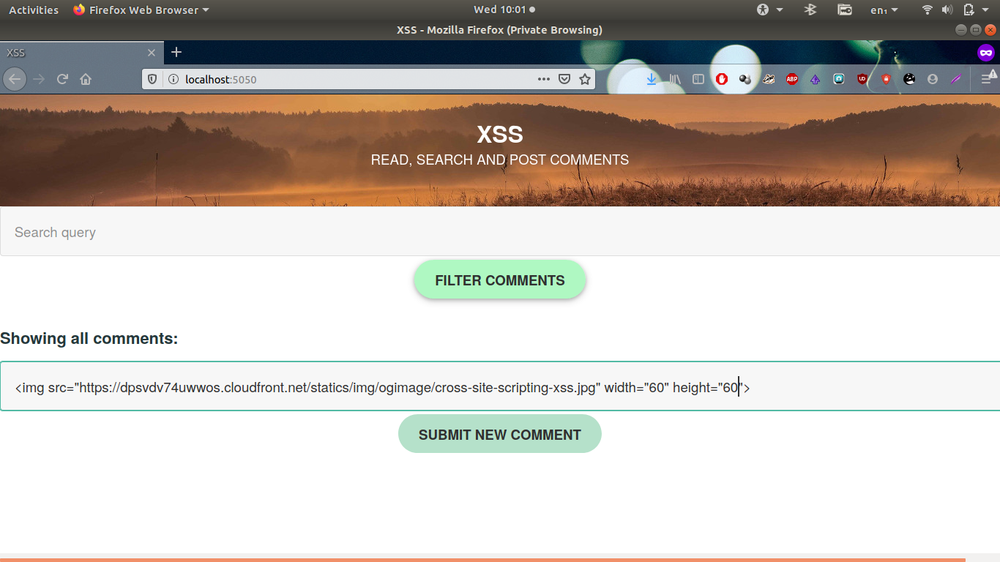 Activities Firefox Web Browser Wed 10:01 en₁
XSS - Mozilla Firefox (Private Browsing)
XSS
localhost:5050
ABP
XSS
READ, SEARCH AND POST COMMENTS
Search query
FILTER COMMENTS
Showing all comments:
<img src="https://dpsvdv74uwwos.cloudfront.net/statics/img/ogimage/cross-site-scripting-xss.jpg" width="60" height="60">
SUBMIT NEW COMMENT